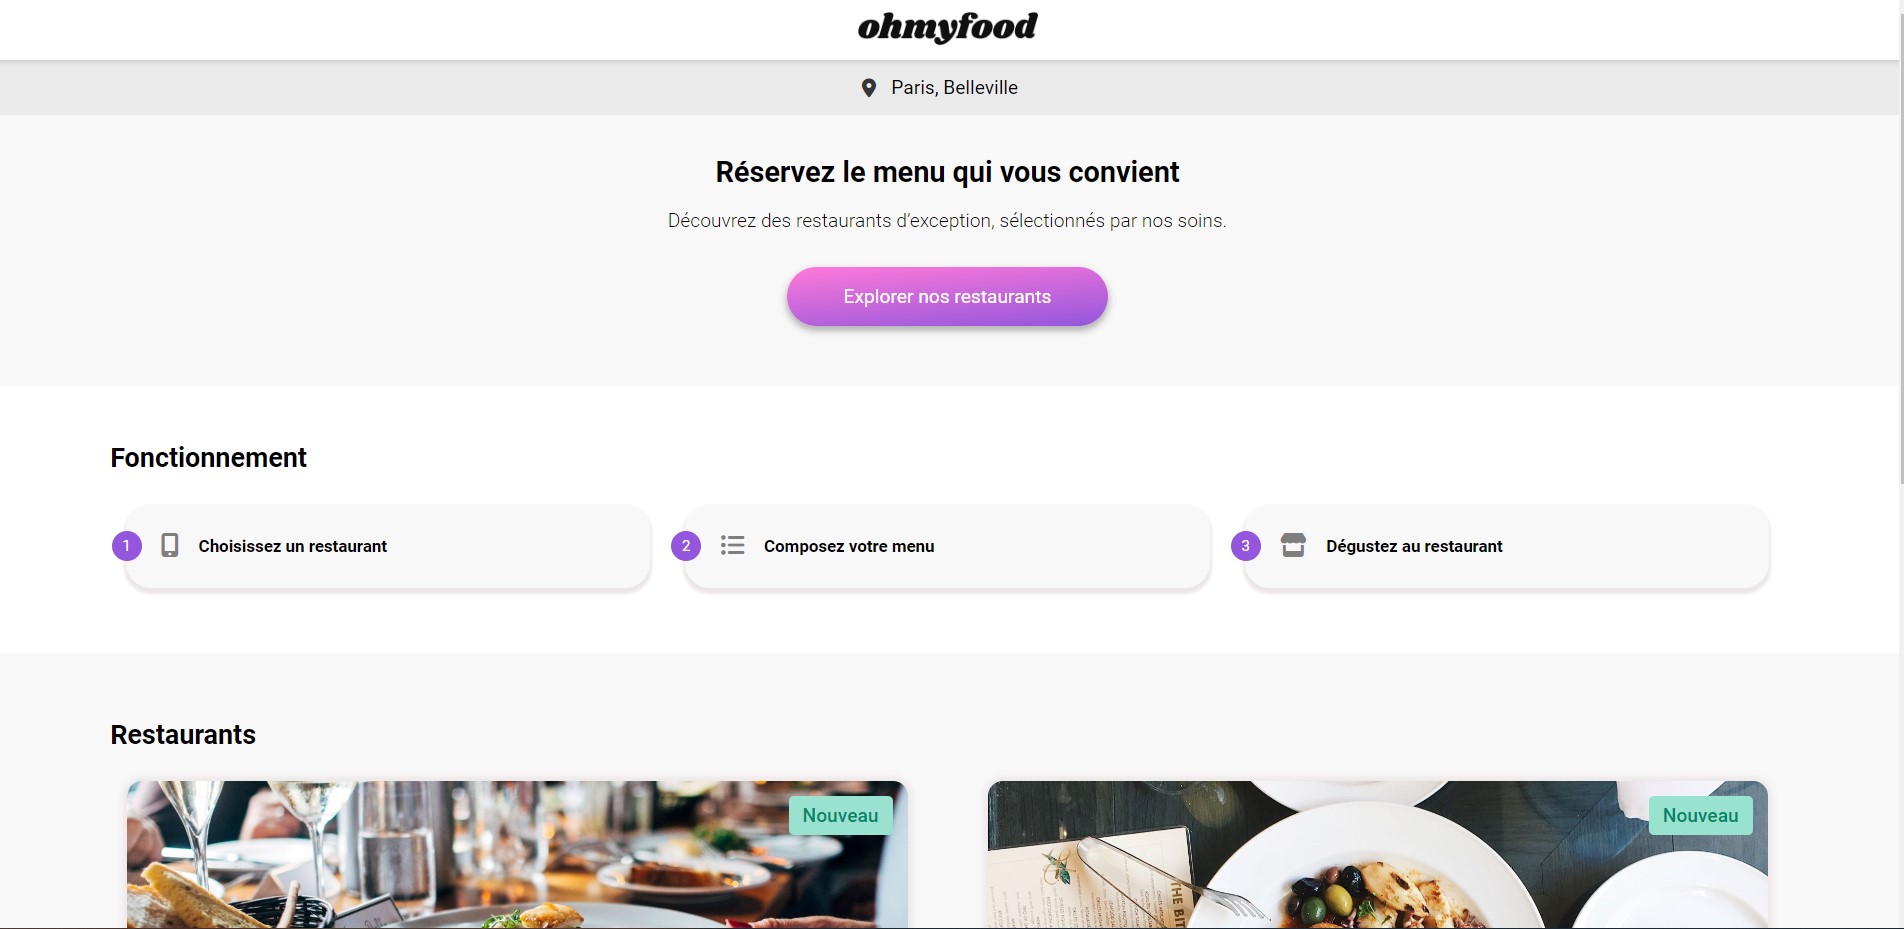 ohmyfood
Paris, Belleville
Réservez le menu qui vous convient
Découvrez des restaurants d'exception, sélectionnés par nos soins.
Explorer nos restaurants
Fonctionnement
1 Choisissez un restaurant
2 Composez votre menu
3 Dégustez au restaurant
Restaurants
Nouveau
Nouveau
THE BIT